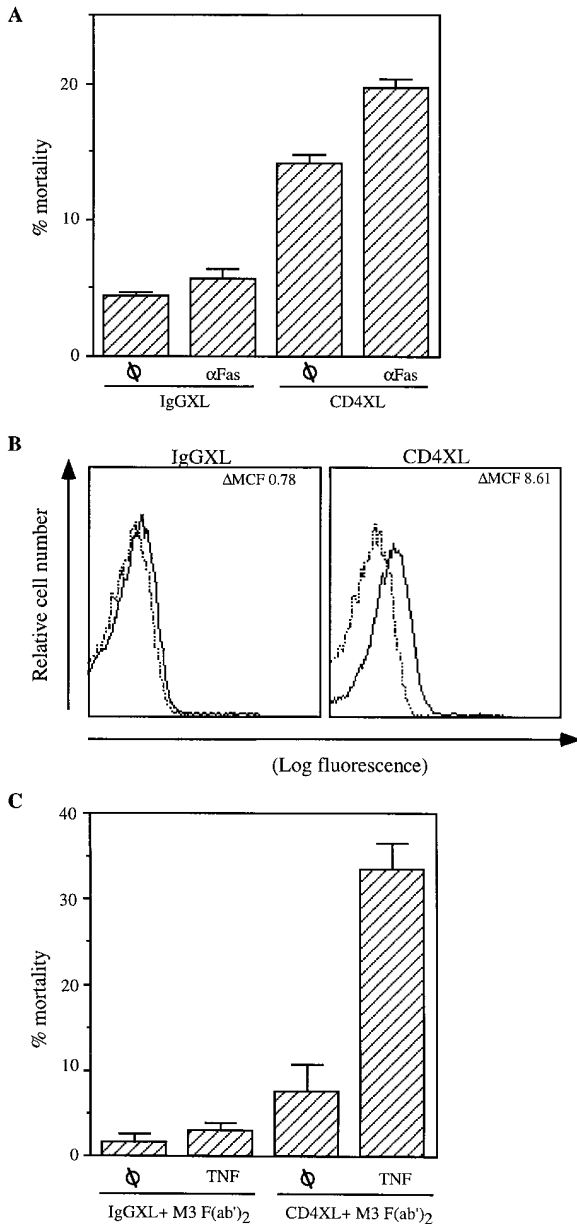 A
% mortality
20
10
0
Φ αFas Φ αFas
IgGXL CD4XL
B
IgGXL CD4XL
ΔMCF 0.78 ΔMCF 8.61
Relative cell number
(Log fluorescence)
C
% mortality
40
30
20
10
0
Φ TNF Φ TNF
IgGXL+ M3 F(ab')2 CD4XL+ M3 F(ab')2